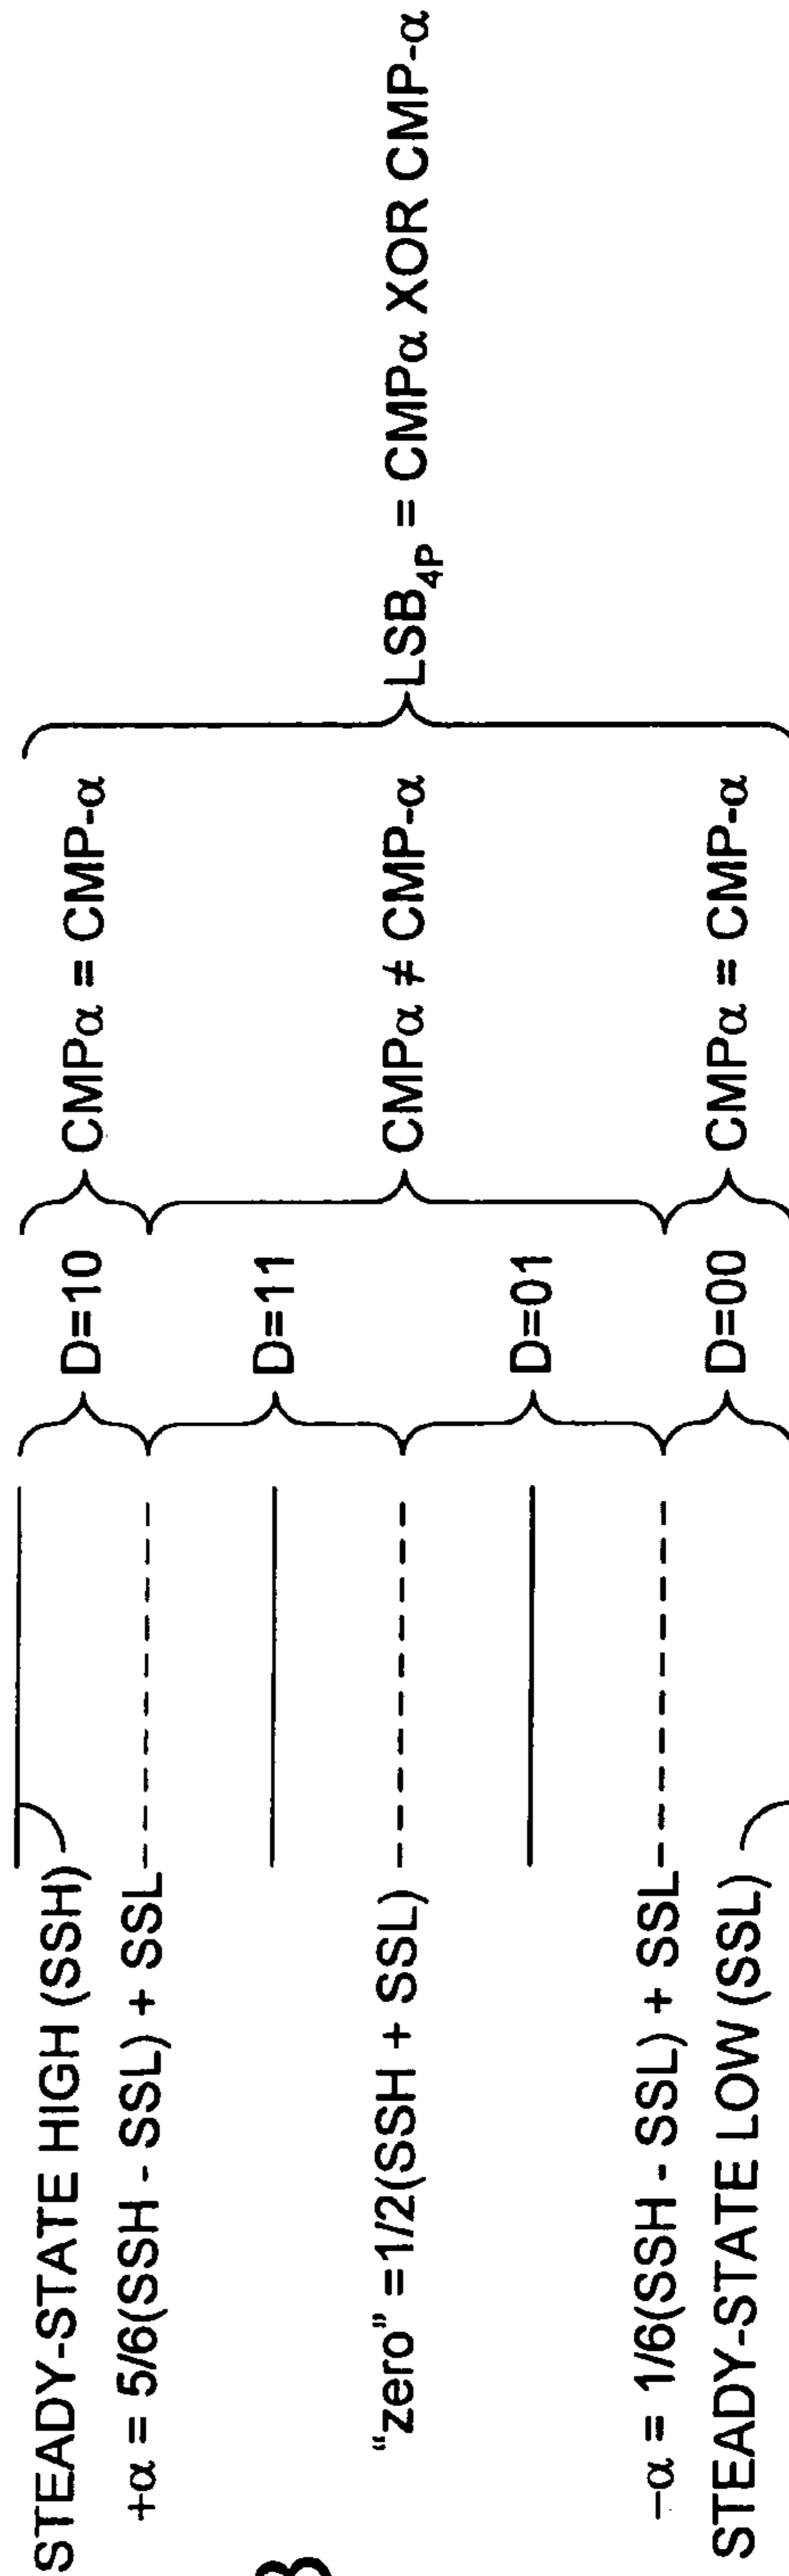 STEADY-STATE HIGH (SSH)
+α = 5/6(SSH - SSL) + SSL
"zero" =1/2(SSH + SSL)
−α = 1/6(SSH - SSL) + SSL
STEADY-STATE LOW (SSL)
D=10
D=11
D=01
D=00
CMPα = CMP-α
CMPα ≠ CMP-α
CMPα = CMP-α
LSB4P = CMPα XOR CMP-α
3